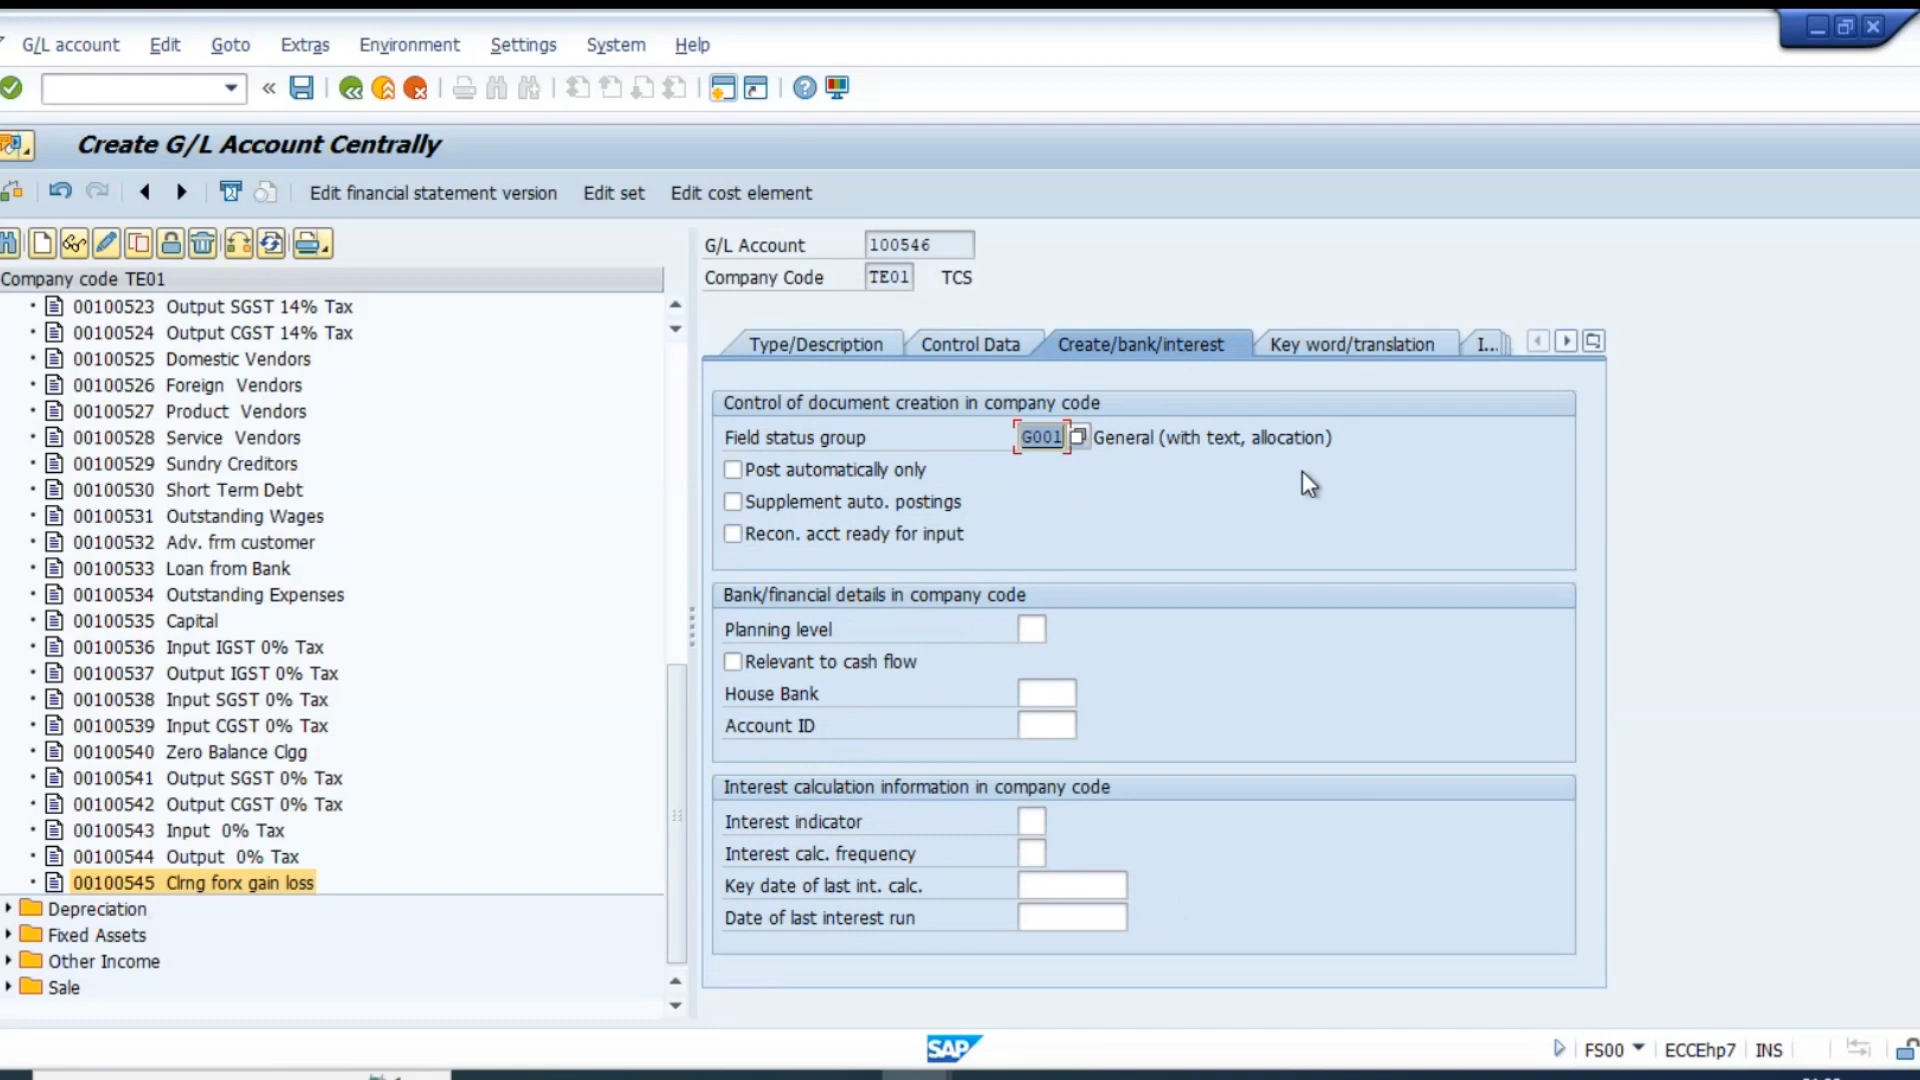 G/L account Edit Goto Extras Environment Settings System Help
Create G/L Account Centrally
Edit financial statement version Edit set Edit cost element
Company code TE01
00100523 Output SGST 14% Tax
00100524 Output CGST 14% Tax
00100525 Domestic Vendors
00100526 Foreign Vendors
00100527 Product Vendors
00100528 Service Vendors
00100529 Sundry Creditors
00100530 Short Term Debt
00100531 Outstanding Wages
00100532 Adv. frm customer
00100533 Loan from Bank
00100534 Outstanding Expenses
00100535 Capital
00100536 Input IGST 0% Tax
00100537 Output IGST 0% Tax
00100538 Input SGST 0% Tax
00100539 Input CGST 0% Tax
00100540 Zero Balance Clgg
00100541 Output SGST 0% Tax
00100542 Output CGST 0% Tax
00100543 Input 0% Tax
00100544 Output 0% Tax
00100545 Clrng forx gain loss
Depreciation
Fixed Assets
Other Income
Sale
G/L Account 100546
Company Code TE01 TCS
Type/Description Control Data Create/bank/interest Key word/translation I...
Control of document creation in company code
Field status group G001 General (with text, allocation)
Post automatically only
Supplement auto. postings
Recon. acct ready for input
Bank/financial details in company code
Planning level
Relevant to cash flow
House Bank
Account ID
Interest calculation information in company code
Interest indicator
Interest calc. frequency
Key date of last int. calc.
Date of last interest run
SAP
FS00 ECCEhp7 INS